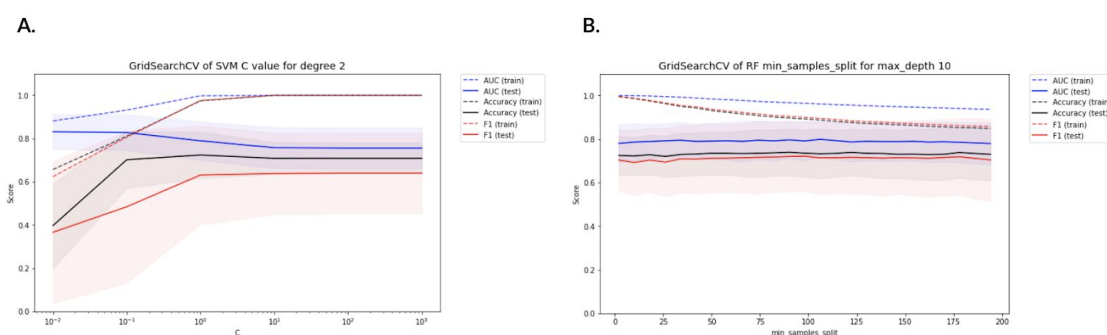 A.
GridSearchCV of SVM C value for degree 2
1.0
0.8
0.6
0.4
0.2
0.0
Score
10⁻²
10⁻¹
10⁰
10¹
10²
10³
C
AUC (train)
AUC (test)
Accuracy (train)
Accuracy (test)
F1 (train)
F1 (test)
B.
GridSearchCV of RF min_samples_split for max_depth 10
1.0
0.8
0.6
0.4
0.2
0.0
Score
0
25
50
75
100
125
150
175
200
min_samples_split
AUC (train)
AUC (test)
Accuracy (train)
Accuracy (test)
F1 (train)
F1 (test)